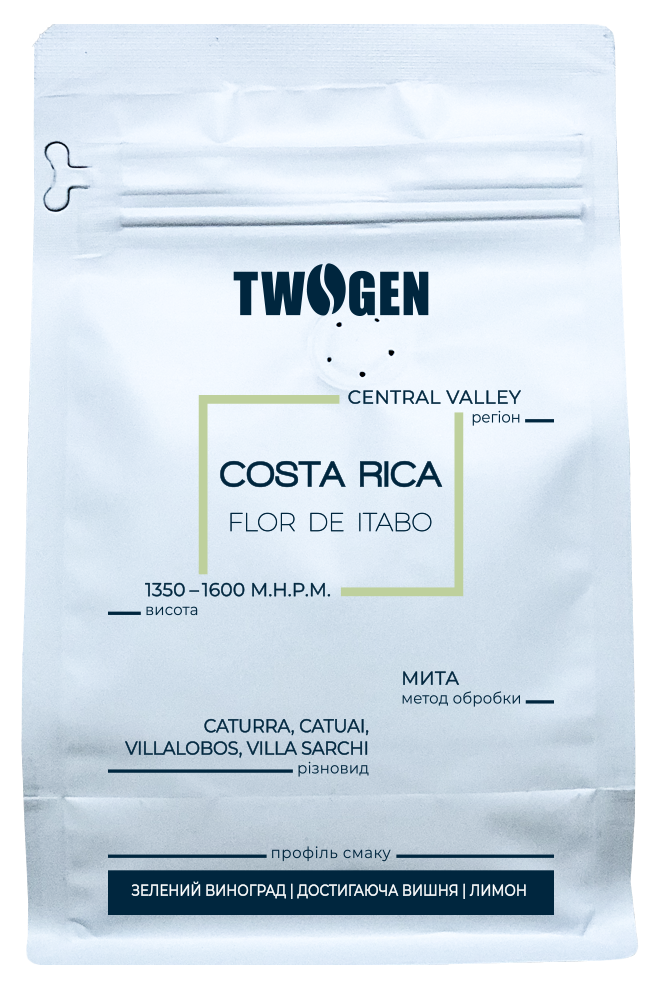 TWOGEN
CENTRAL VALLEY
регіон
COSTA RICA
FLOR DE ITABO
1350 – 1600 М.Н.Р.М.
висота
МИТА
метод обробки
CATURRA, CATUAI,
VILLALOBOS, VILLA SARCHI
різновид
профіль смаку
ЗЕЛЕНИЙ ВИНОГРАД | ДОСТИГАЮЧА ВИШНЯ | ЛИМОН